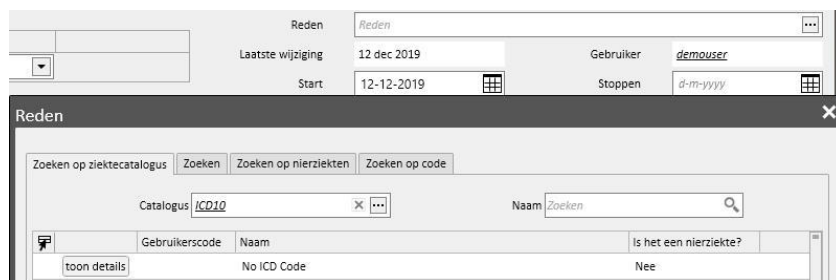 Reden Reden ...
Laatste wijziging 12 dec 2019 Gebruiker demouser
Start 12-12-2019 Stoppen d-m-yyyy
Reden
Zoeken op ziektecatalogus Zoeken Zoeken op nierziekten Zoeken op code
Catalogus ICD10 ... Naam Zoeken
Gebruikerscode Naam Is het een nierziekte?
toon details No ICD Code Nee